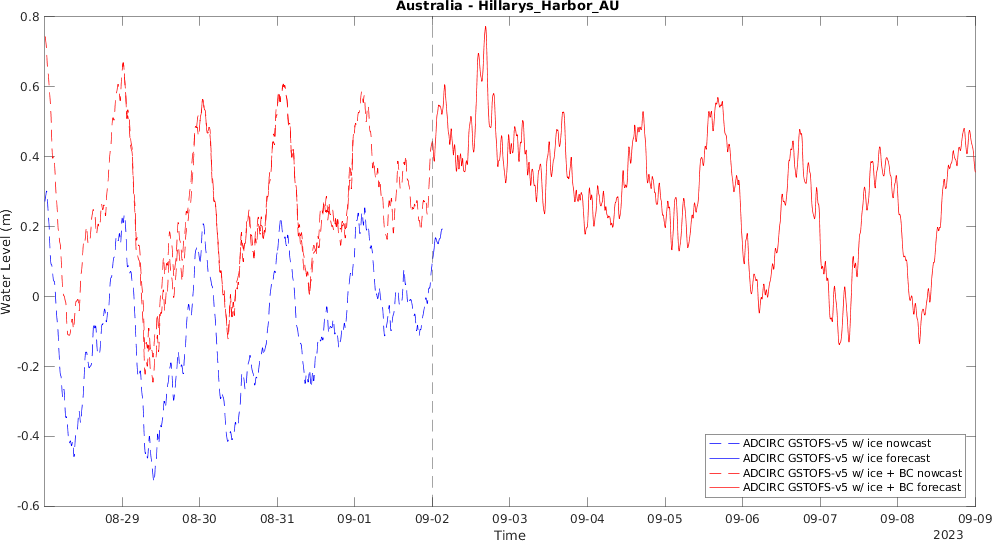 Australia - Hillarys_Harbor_AU
Water Level (m)
0.8
0.6
0.4
0.2
0
-0.2
-0.4
-0.6
ADCIRC GSTOFS-v5 w/ ice nowcast
ADCIRC GSTOFS-v5 w/ ice forecast
ADCIRC GSTOFS-v5 w/ ice + BC nowcast
ADCIRC GSTOFS-v5 w/ ice + BC forecast
08-29 08-30 08-31 09-01 09-02 09-03 09-04 09-05 09-06 09-07 09-08 09-09
Time
2023